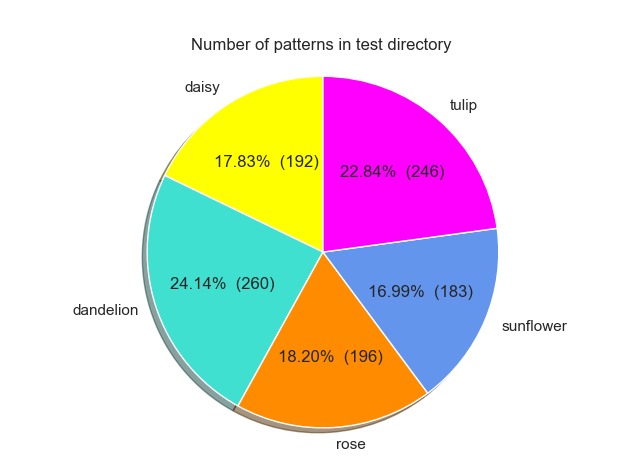 Number of patterns in test directory
daisy
tulip
17.83%  (192)
22.84%  (246)
24.14%  (260)
16.99%  (183)
dandelion
sunflower
18.20%  (196)
rose